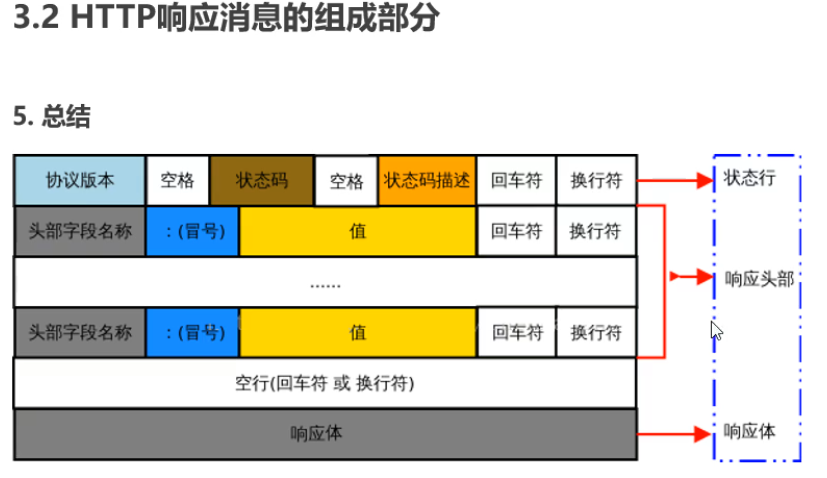 3.2 HTTP响应消息的组成部分
5. 总结
协议版本 空格 状态码 空格 状态码描述 回车符 换行符 状态行
头部字段名称 :(冒号) 值 回车符 换行符
...... 响应头部
头部字段名称 :(冒号) 值 回车符 换行符
空行(回车符 或 换行符)
响应体 响应体